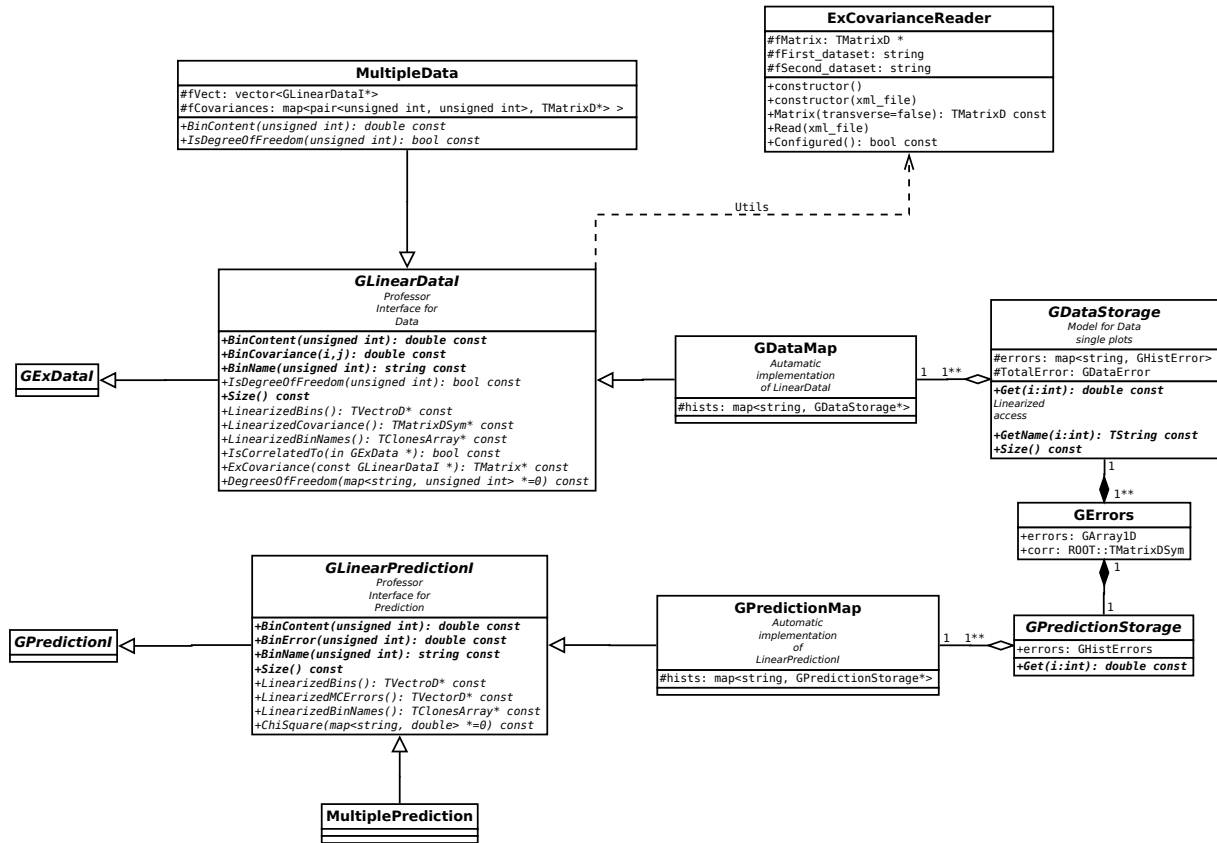 ExCovarianceReader
#fMatrix: TMatrixD *
#fFirst_dataset: string
#fSecond_dataset: string
+constructor()
+constructor(xml_file)
+Matrix(transverse=false): TMatrixD const
+Read(xml_file)
+Configured(): bool const
MultipleData
#fVect: vector<GLinearDataI*>
#fCovariances: map<pair<unsigned int, unsigned int>, TMatrixD*> >
+BinContent(unsigned int): double const
+IsDegreeOfFreedom(unsigned int): bool const
Utils
GLinearDataI
Professor
Interface for
Data
+BinContent(unsigned int): double const
+BinCovariance(i,j): double const
+BinName(unsigned int): string const
+IsDegreeOfFreedom(unsigned int): bool const
+Size() const
+LinearizedBins(): TVectroD* const
+LinearizedCovariance(): TMatrixDSym* const
+LinearizedBinNames(): TClonesArray* const
+IsCorrelatedTo(in GExData *): bool const
+ExCovariance(const GLinearDataI *): TMatrix* const
+DegreesOfFreedom(map<string, unsigned int> *=0) const
GExDataI
GDataMap
Autamatic
implementation
of LinearDataI
#hists: map<string, GDataStorage*>
1 1**
GDataStorage
Model for Data
single plots
#errors: map<string, GHistError>
#TotalError: GDataError
+Get(i:int): double const
Linearized
access
+GetName(i:int): TString const
+Size() const
1
1**
GErrors
+errors: GArray1D
+corr: ROOT::TMatrixDSym
1
1
GPredictionStorage
+errors: GHistErrors
+Get(i:int): double const
GLinearPredictionI
Professor
Interface for
Prediction
+BinContent(unsigned int): double const
+BinError(unsigned int): double const
+BinName(unsigned int): string const
+Size() const
+LinearizedBins(): TVectroD* const
+LinearizedMCErrors(): TVectorD* const
+LinearizedBinNames(): TClonesArray* const
+ChiSquare(map<string, double> *=0) const
GPredictionI
GPredictionMap
Automatic
implementation
of
LinearPredictionI
#hists: map<string, GPredictionStorage*>
1 1**
MultiplePrediction